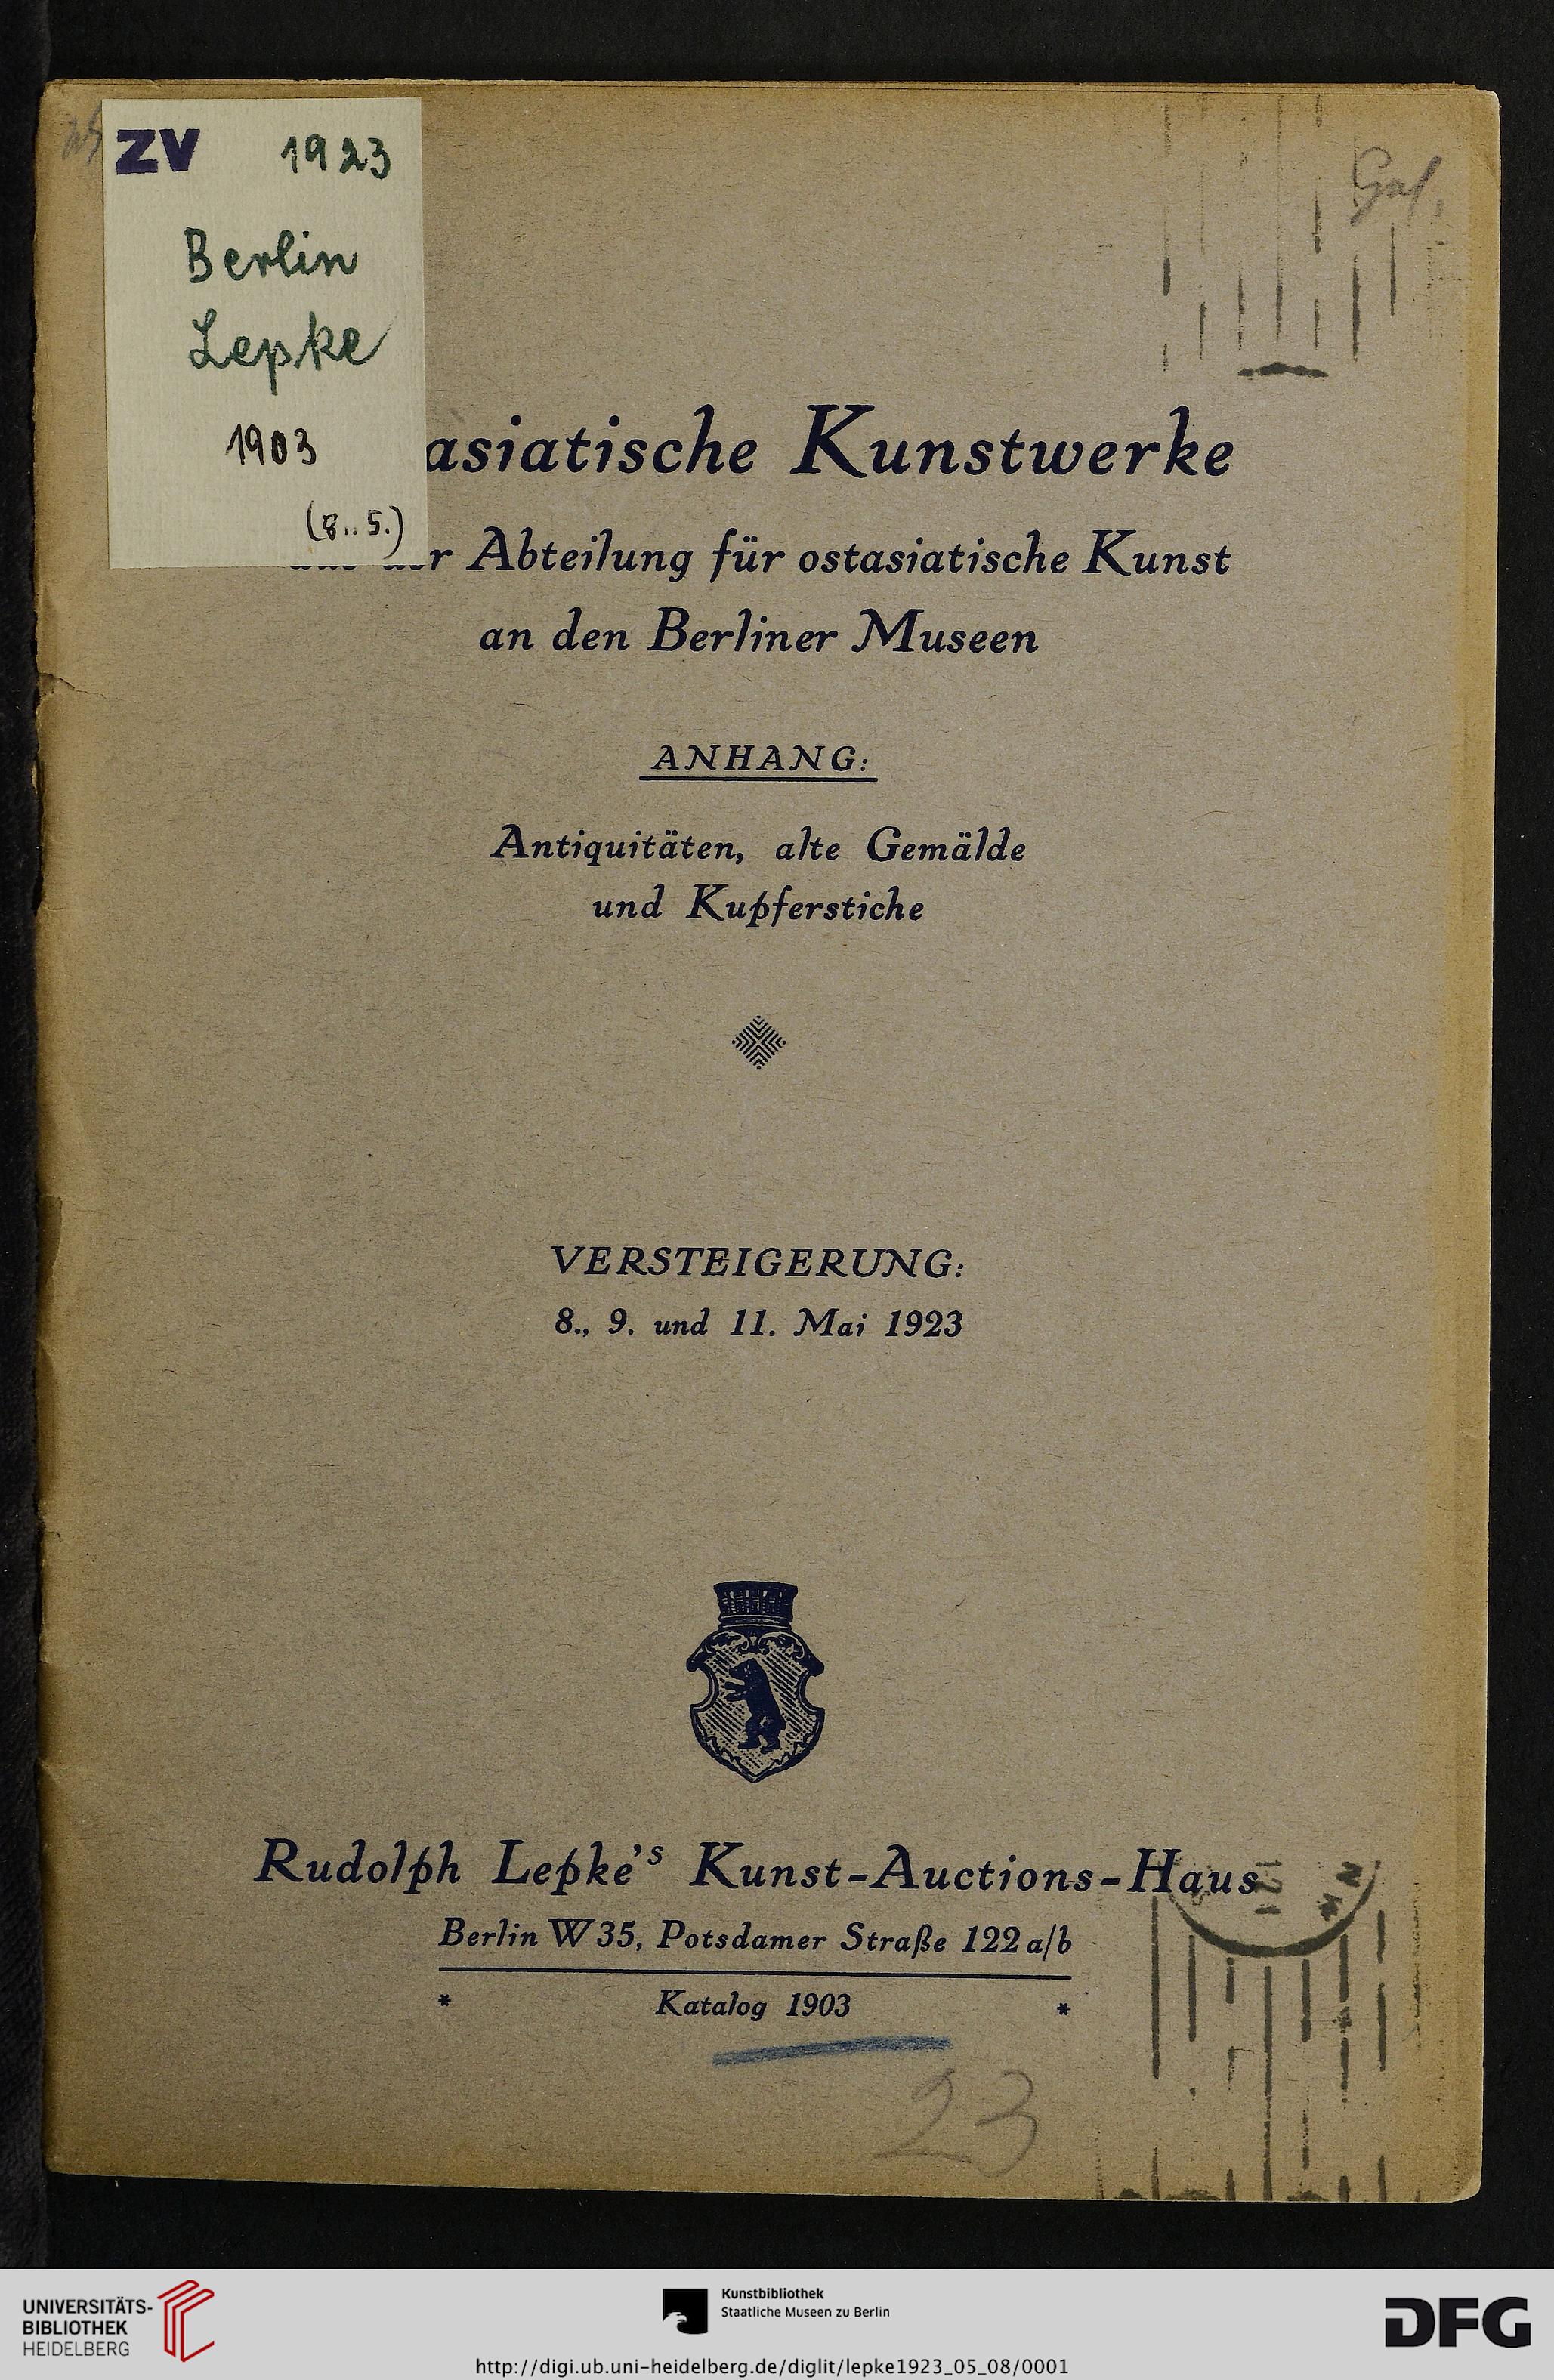 ZV 1923
Berlin
Lepke
1903
(8..5.)
asiatische Kunstwerke
Abteilung für ostasiatische Kunst
an den Berliner Museen
ANHANG:
Antiquitäten, alte Gemälde
und Kupferstiche
VERSTEIGERUNG:
8., 9. und 11. Mai 1923
Rudolph Lepke's Kunst-Auctions-Haus
Berlin W35, Potsdamer Straße 122 a/b
* Katalog 1903 *
23
UNIVERSITÄTS-
BIBLIOTHEK
HEIDELBERG
Kunstbibliothek
Staatliche Museen zu Berlin
DFG
http://digi.ub.uni-heidelberg.de/diglit/lepke1923_05_08/0001